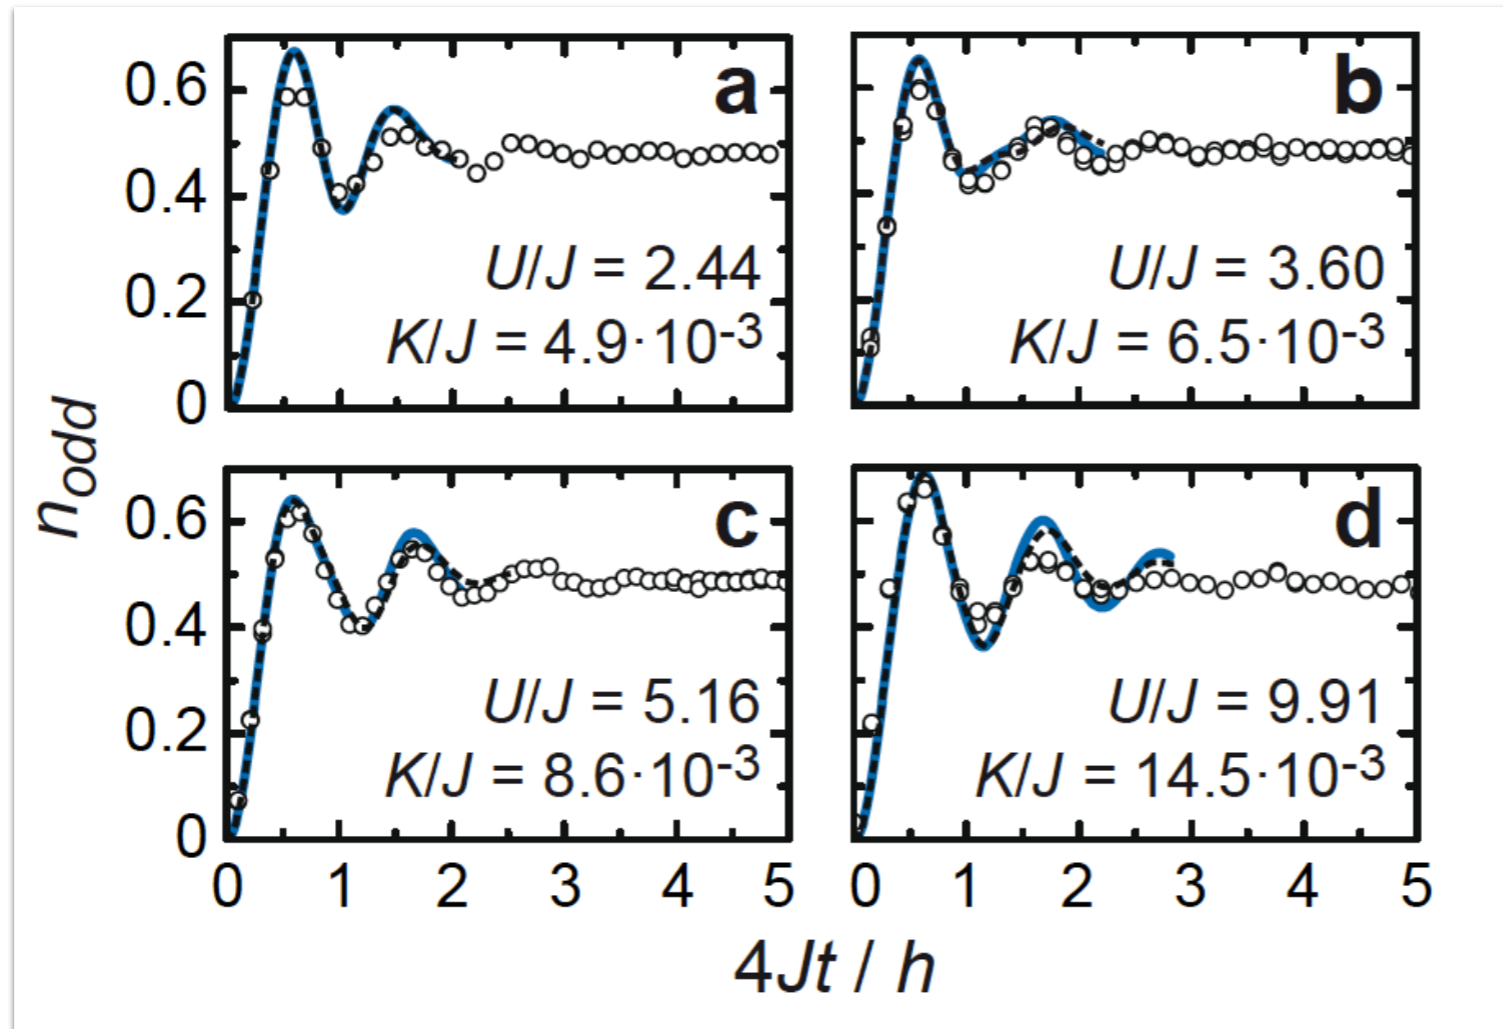 a
b
0.6
0.4
0.2
0
U/J = 2.44
K/J = 4.9·10-3
U/J = 3.60
K/J = 6.5·10-3
nodd
c
d
0.6
0.4
0.2
0
U/J = 5.16
K/J = 8.6·10-3
U/J = 9.91
K/J = 14.5·10-3
0 1 2 3 4 5
0 1 2 3 4 5
4Jt / h